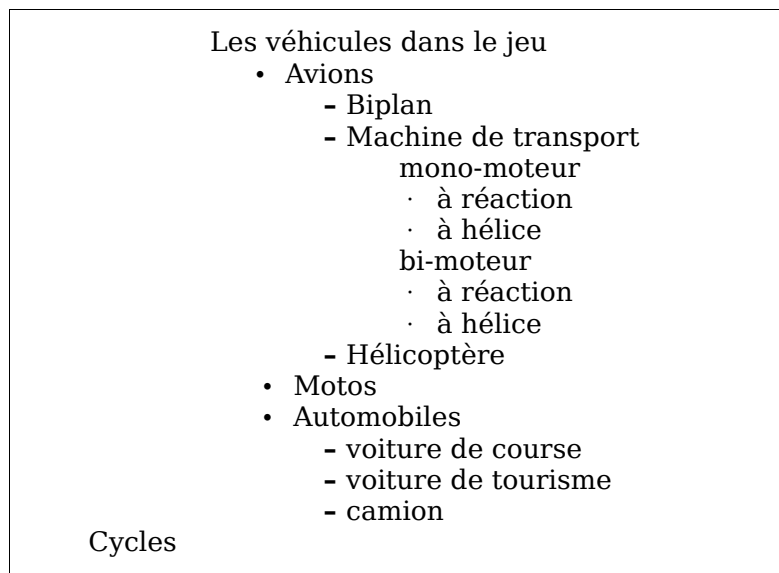 Les véhicules dans le jeu
• Avions
– Biplan
– Machine de transport
mono-moteur
· à réaction
· à hélice
bi-moteur
· à réaction
· à hélice
– Hélicoptère
• Motos
• Automobiles
– voiture de course
– voiture de tourisme
– camion
Cycles